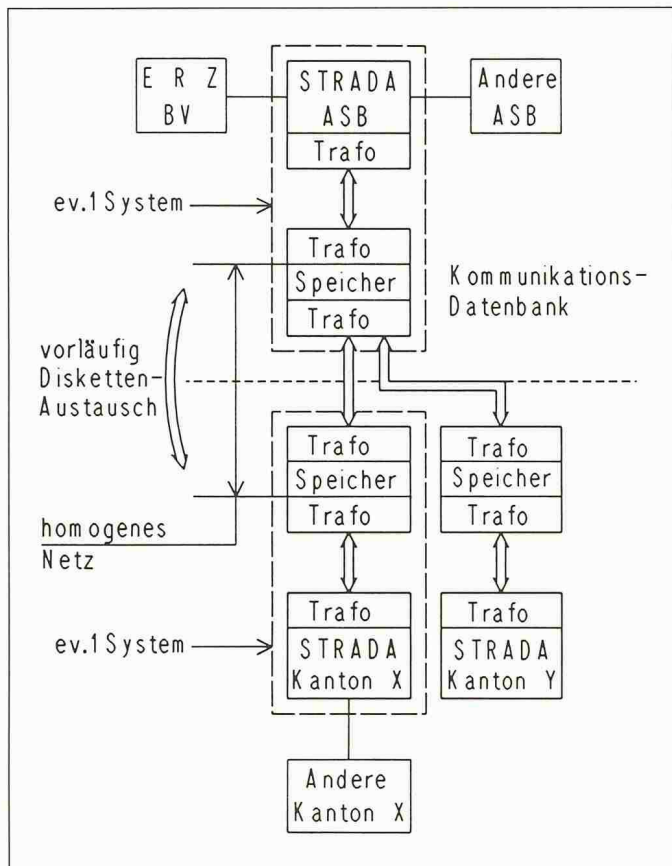 E R Z
BV
STRADA
ASB
Trafo
Andere
ASB
ev.1 System
Trafo
Speicher
Trafo
Kommunikations-
Datenbank
vorläufig
Disketten-
Austausch
Trafo
Speicher
Trafo
Trafo
Speicher
Trafo
homogenes
Netz
ev.1 System
Trafo
STRADA
Kanton X
Trafo
STRADA
Kanton Y
Andere
Kanton X